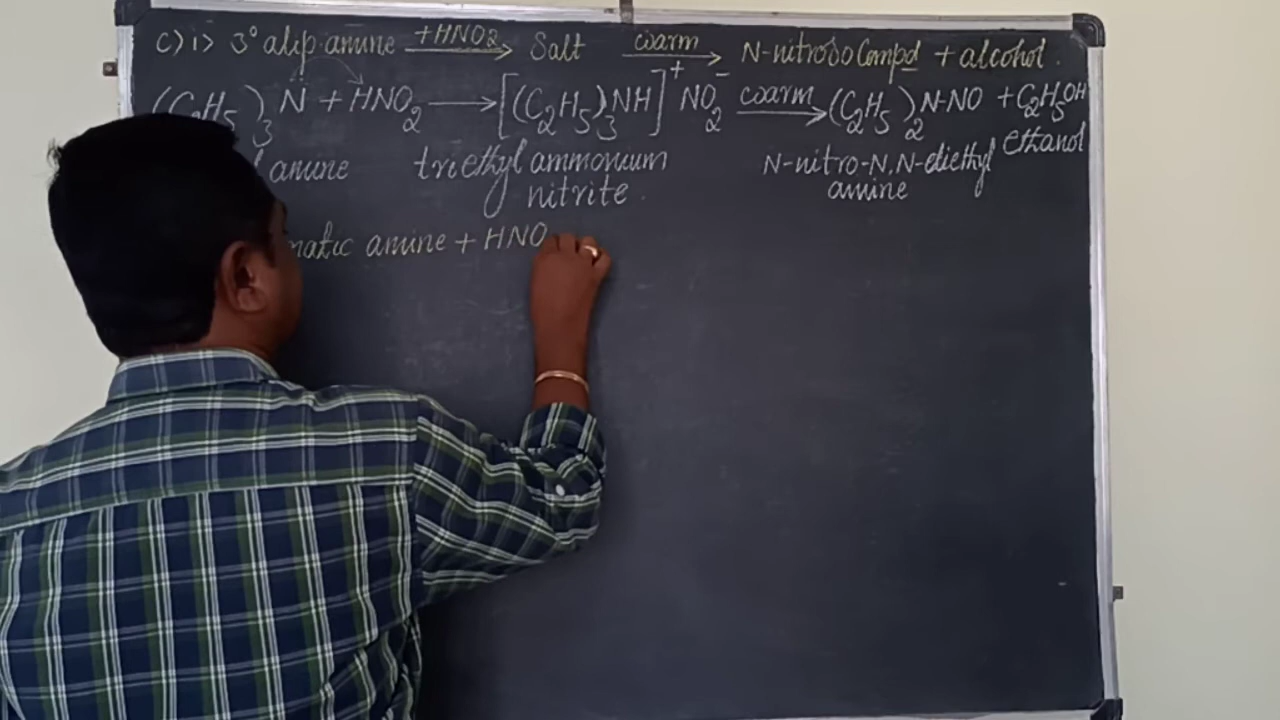 c) i> 3° alip amine +HNO₂ → Salt warm → N-nitroso Compd + alcohol.
(C₂H₅)₃N̈ + HNO₂ → [(C₂H₅)₃NH]⁺ NO₂⁻ warm → (C₂H₅)₂N-NO + C₂H₅OH
amine triethyl ammonium nitrite. N-nitro-N,N-diethyl amine ethanol
amine + HNO